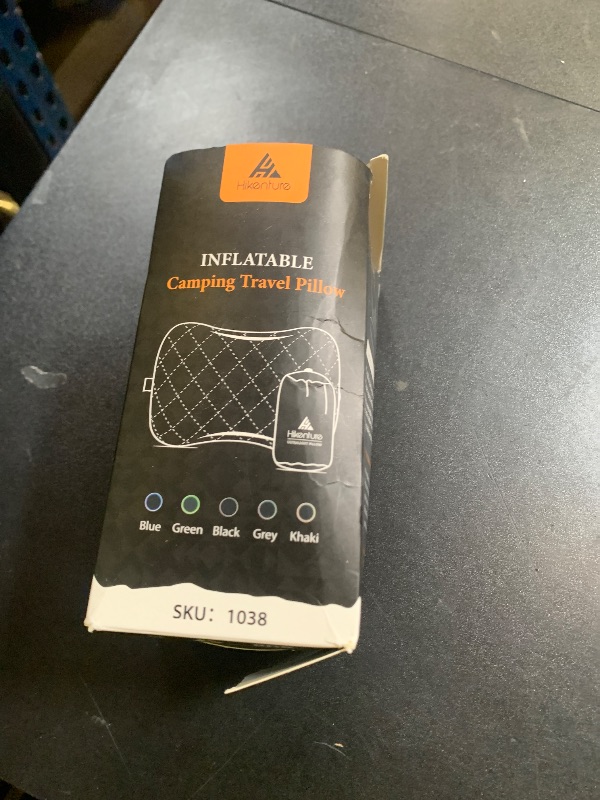 Hikenture
INFLATABLE
Camping Travel Pillow
Hikenture
Blue Green Black Grey Khaki
SKU: 1038